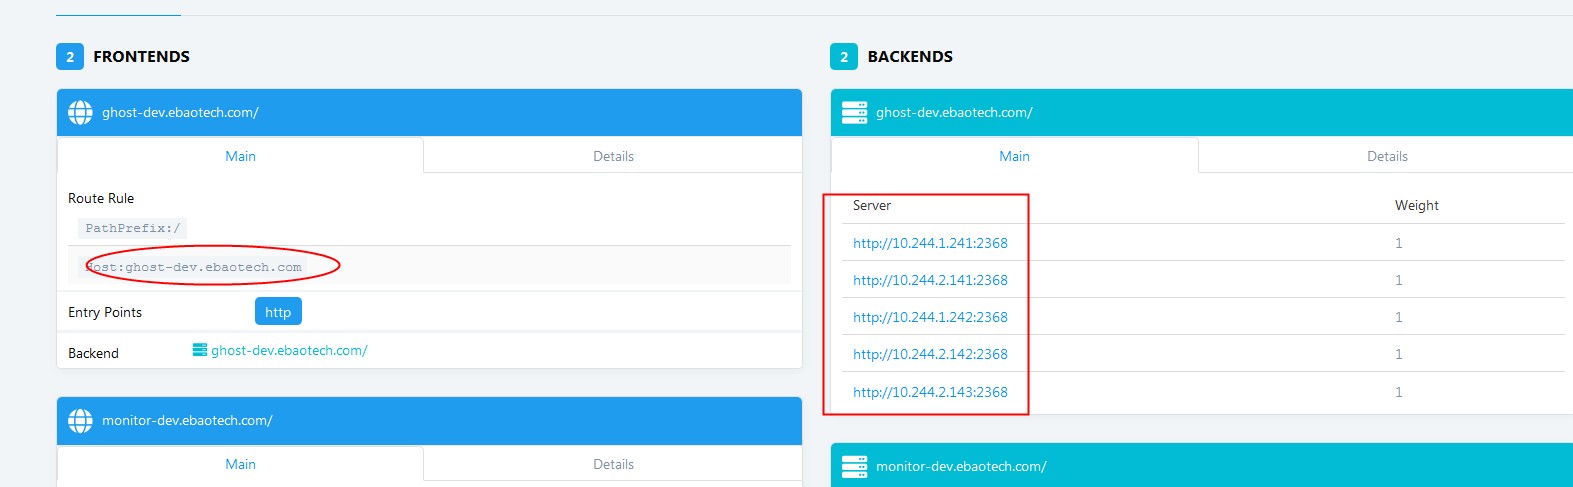 2 FRONTENDS
ghost-dev.ebaotech.com/
Main Details
Route Rule
PathPrefix:/
Host:ghost-dev.ebaotech.com
Entry Points http
Backend ghost-dev.ebaotech.com/
monitor-dev.ebaotech.com/
Main Details
2 BACKENDS
ghost-dev.ebaotech.com/
Main Details
Server Weight
http://10.244.1.241:2368 1
http://10.244.2.141:2368 1
http://10.244.1.242:2368 1
http://10.244.2.142:2368 1
http://10.244.2.143:2368 1
monitor-dev.ebaotech.com/